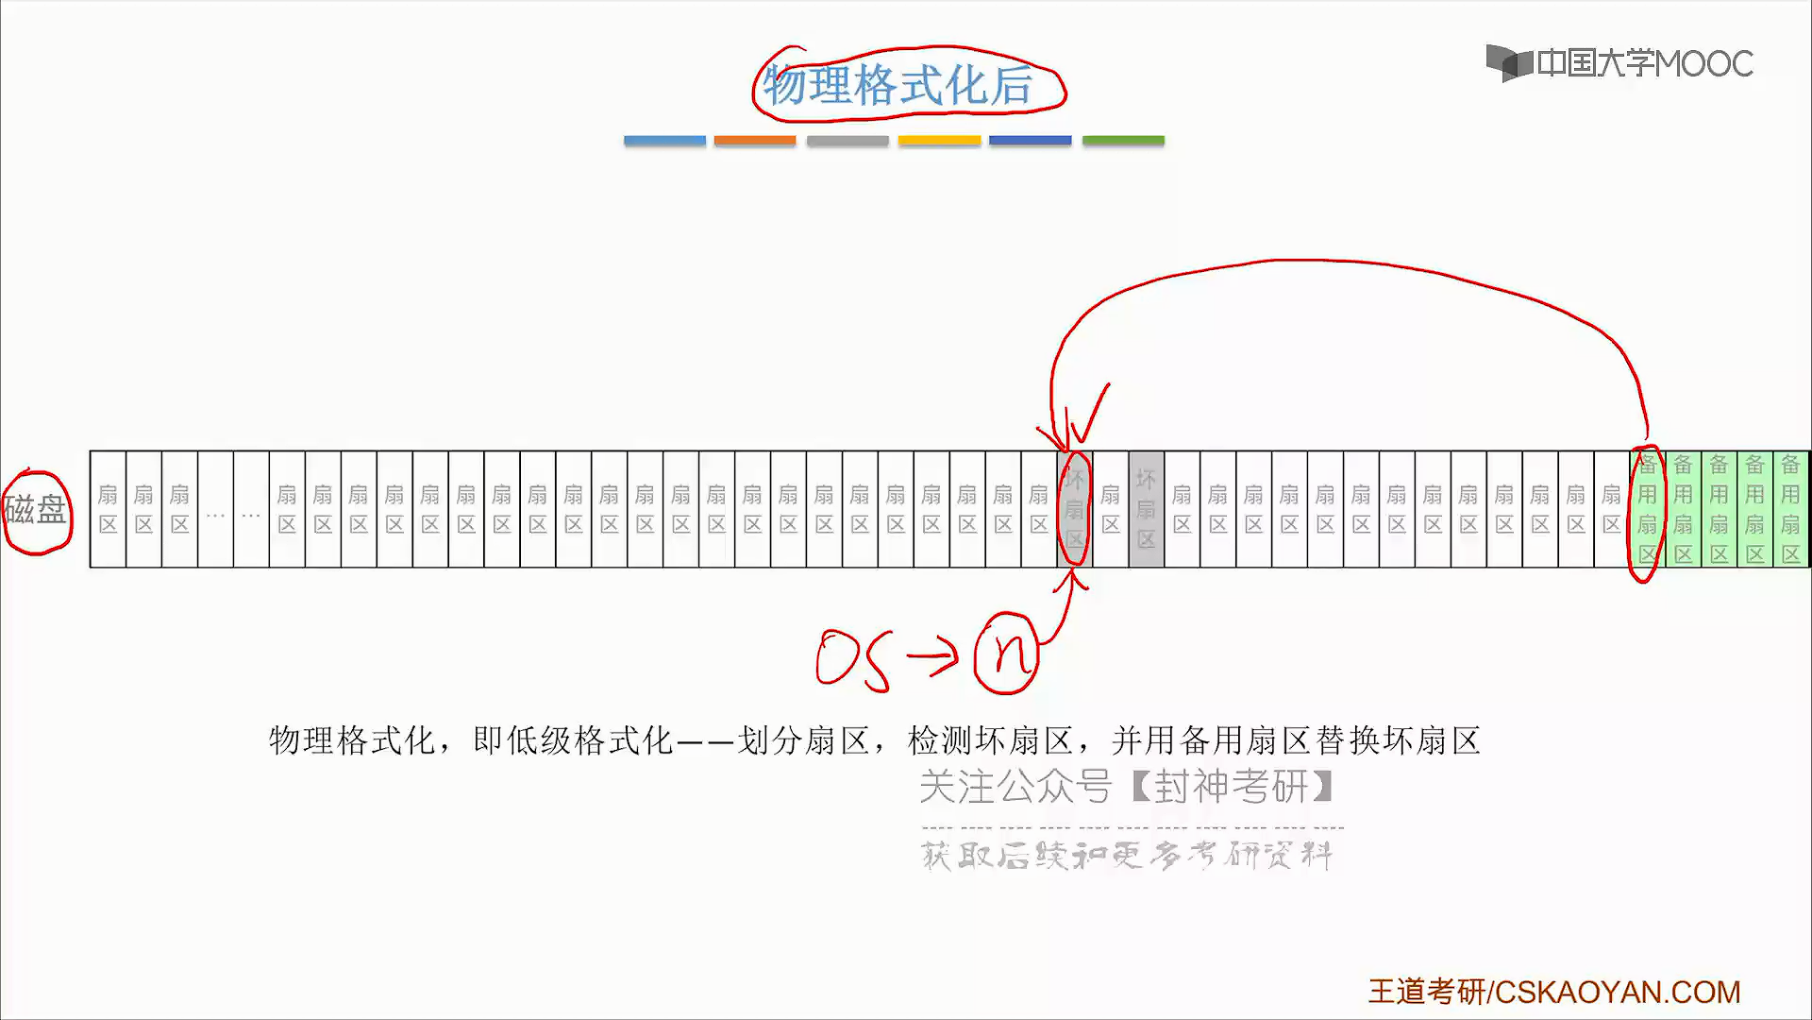 物理格式化后
中国大学MOOC
磁盘 扇区 扇区 扇区 … … 扇区 扇区 扇区 扇区 扇区 扇区 扇区 扇区 扇区 扇区 扇区 扇区 扇区 扇区 扇区 扇区 扇区 扇区 扇区 扇区 扇区 扇区 坏扇区 扇区 坏扇区 扇区 扇区 扇区 扇区 扇区 扇区 扇区 扇区 扇区 扇区 扇区 扇区 扇区 备用扇区 备用扇区 备用扇区 备用扇区 备用扇区
OS→n
物理格式化，即低级格式化——划分扇区，检测坏扇区，并用备用扇区替换坏扇区
关注公众号【封神考研】
获取后续和更多考研资料
王道考研/CSKAOYAN.COM